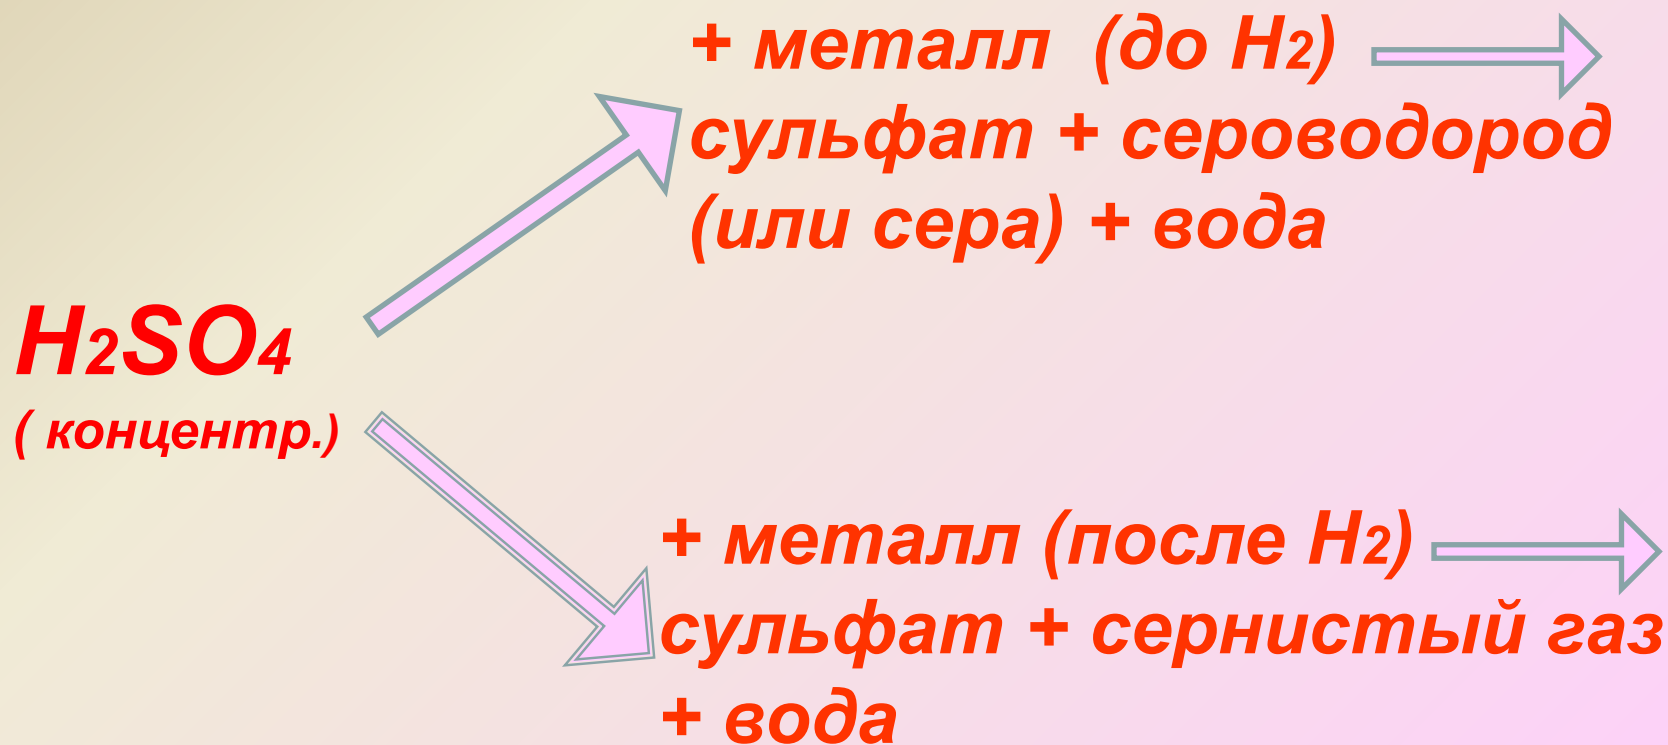 + металл (до H2)
сульфат + сероводород
(или сера) + вода
H2SO4
( концентр.)
+ металл (после H2)
сульфат + сернистый газ
+ вода